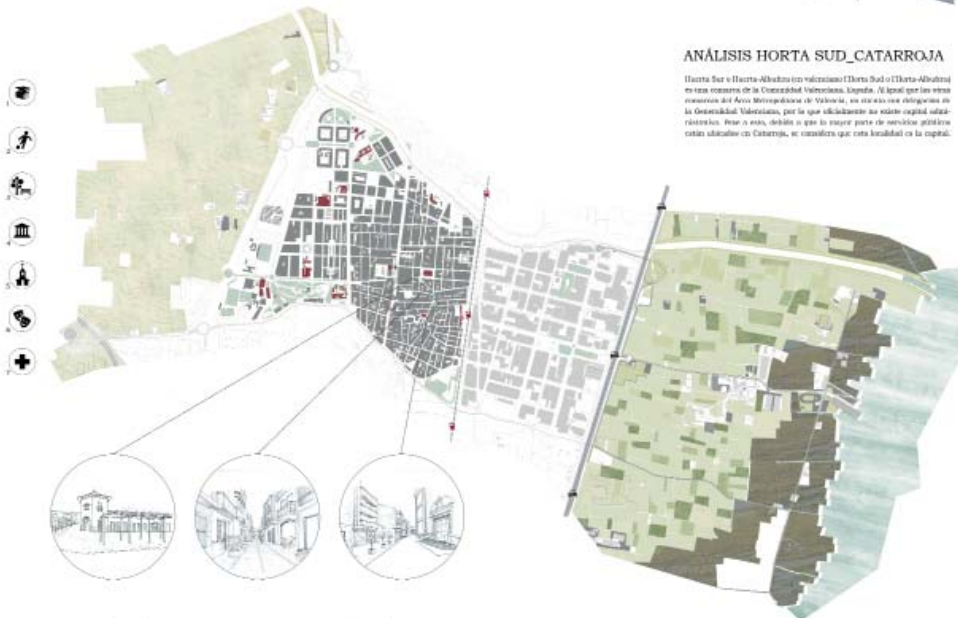 ANÁLISIS HORTA SUD_CATARROJA
Huerta Sur o Huerta-Albufera (en valenciano l'Horta Sud o l'Horta-Albufera)
es una comarca de la Comunidad Valenciana, España. Al igual que las otras
comarcas del Área Metropolitana de Valencia, no cuenta con delegación de
la Generalidad Valenciana, por lo que oficialmente no existe capital admi-
nistrativa. Pese a esto, debido a que la mayor parte de servicios públicos
están ubicados en Catarroja, se considera que esta localidad es la capital.
1
2
3
4
5
6
7